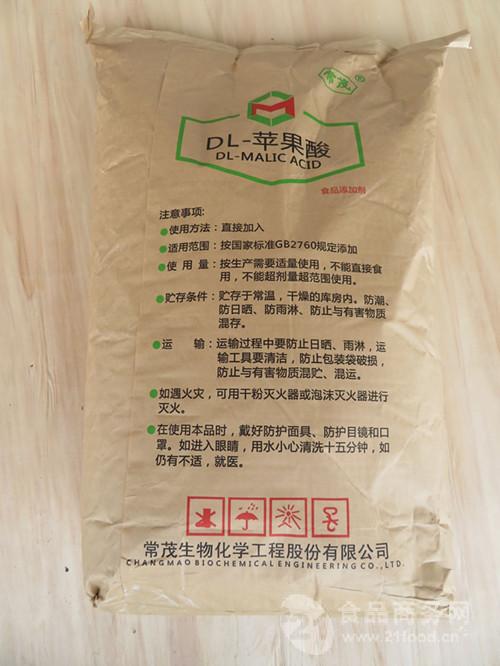 常茂®
DL-苹果酸
DL-MALIC ACID
食品添加剂
注意事项:
●使用方法：直接加入
●适用范围：按国家标准GB2760规定添加
●使 用 量：按生产需要适量使用，不能直接食
用，不能超剂量超范围使用。
●贮存条件：贮存于常温，干燥的库房内。防潮、
防日晒、防雨淋、防止与有害物质
混存。
●运 输：运输过程中要防止日晒、雨淋，运
输工具要清洁，防止包装袋破损，
防止与有害物质混贮、混运。
●如遇火灾，可用干粉灭火器或泡沫灭火器进行
灭火。
●在使用本品时，戴好防护面具、防护目镜和口
罩。如进入眼睛，用水小心清洗十五分钟，如
仍有不适，就医。
常茂生物化学工程股份有限公司
CHANGMAO BIOCHEMICAL ENGINEERING CO.,LTD.
食品商务网
www.21food.cn